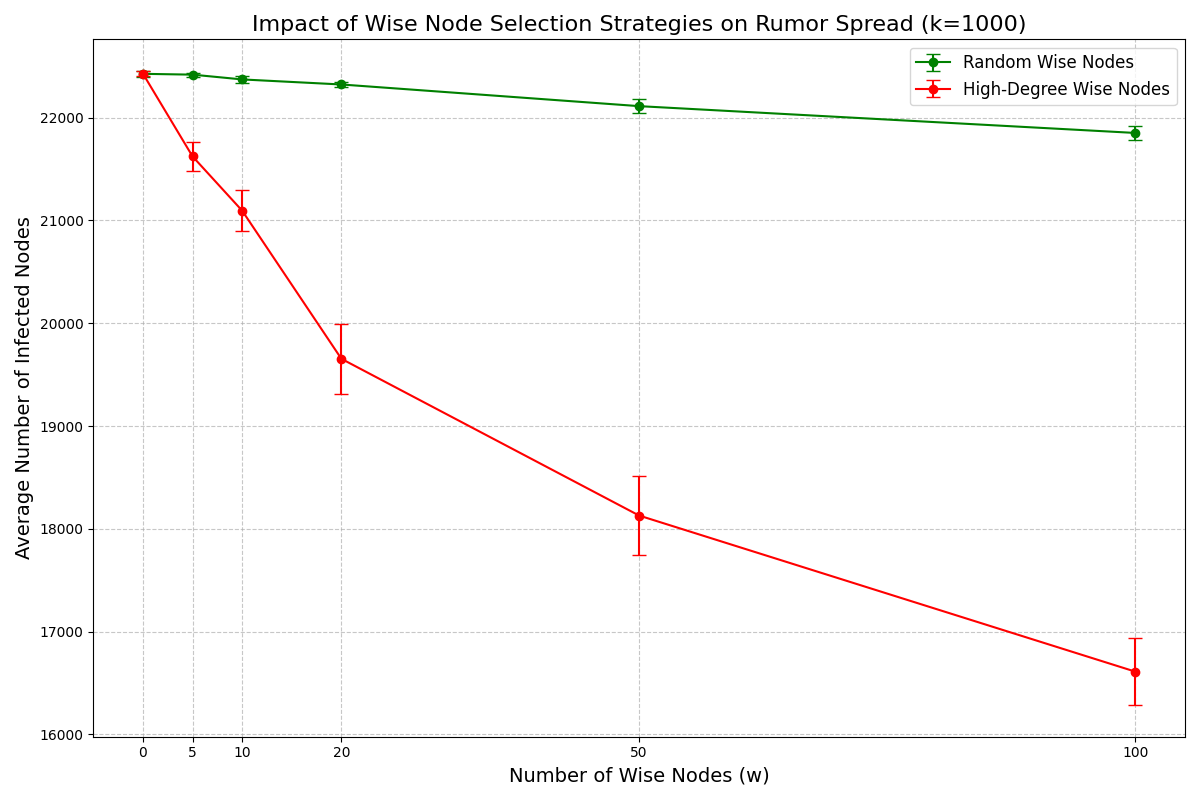 Impact of Wise Node Selection Strategies on Rumor Spread (k=1000)
Random Wise Nodes
High-Degree Wise Nodes
Average Number of Infected Nodes
22000
21000
20000
19000
18000
17000
16000
0 5 10 20 50 100
Number of Wise Nodes (w)